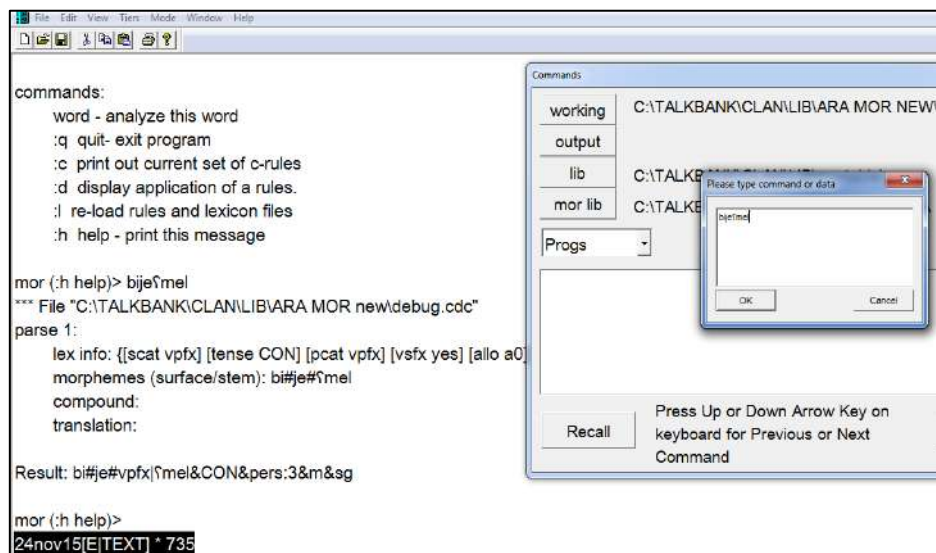 File Edit View Tiers Mode Window Help
commands:
word - analyze this word
:q quit- exit program
:c print out current set of c-rules
:d display application of a rules.
:l re-load rules and lexicon files
:h help - print this message
mor (:h help)> bijeʕmel
*** File "C:\TALKBANK\CLAN\LIB\ARA MOR new\debug.cdc"
parse 1:
lex info: {[scat vpfx] [tense CON] [pcat vpfx] [vsfx yes] [allo a0]
morphemes (surface/stem): bi#je#ʕmel
compound:
translation:
Result: bi#je#vpfx|ʕmel&CON&pers:3&m&sg
mor (:h help)>
24nov15[E|TEXT] * 735
Commands
working C:\TALKBANK\CLAN\LIB\ARA MOR NEW\
output
lib C:\TALKB
mor lib C:\TALKE
Progs
Recall
Press Up or Down Arrow Key on
keyboard for Previous or Next
Command
Please type command or data
bijeʕmel
OK Cancel